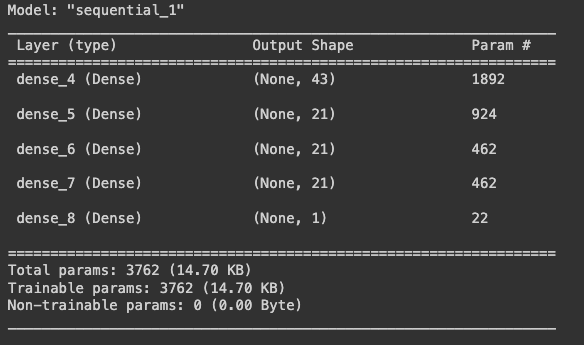 Model: "sequential_1"
Layer (type) Output Shape Param #
dense_4 (Dense) (None, 43) 1892
dense_5 (Dense) (None, 21) 924
dense_6 (Dense) (None, 21) 462
dense_7 (Dense) (None, 21) 462
dense_8 (Dense) (None, 1) 22
Total params: 3762 (14.70 KB)
Trainable params: 3762 (14.70 KB)
Non-trainable params: 0 (0.00 Byte)